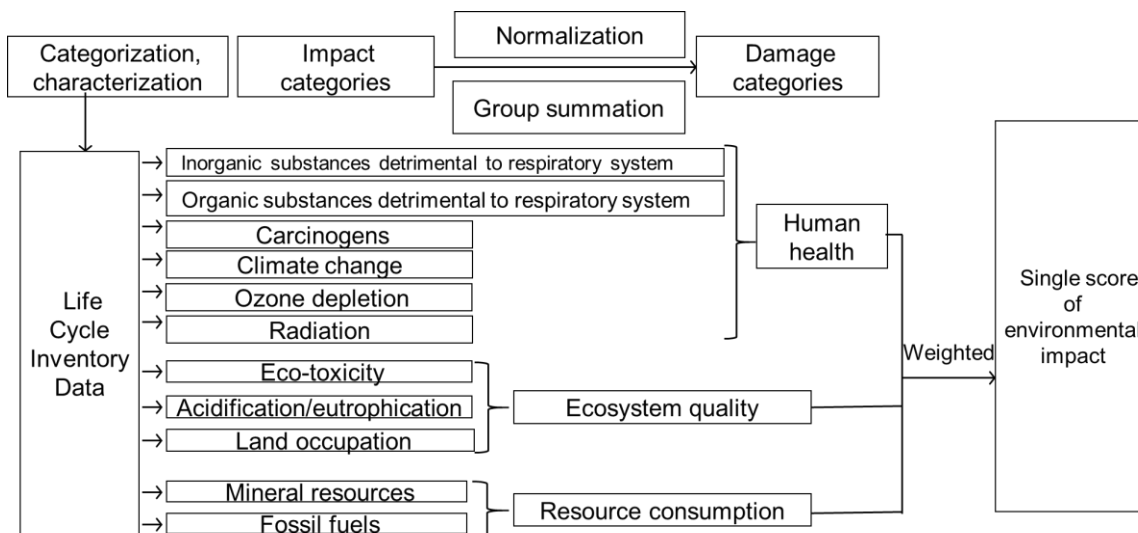 Categorization,
characterization
Impact
categories
Normalization
Group summation
Damage
categories
Life
Cycle
Inventory
Data
Inorganic substances detrimental to respiratory system
Organic substances detrimental to respiratory system
Carcinogens
Climate change
Ozone depletion
Radiation
Eco-toxicity
Acidification/eutrophication
Land occupation
Mineral resources
Fossil fuels
Human
health
Ecosystem quality
Resource consumption
Weighted
Single score
of
environmental
impact